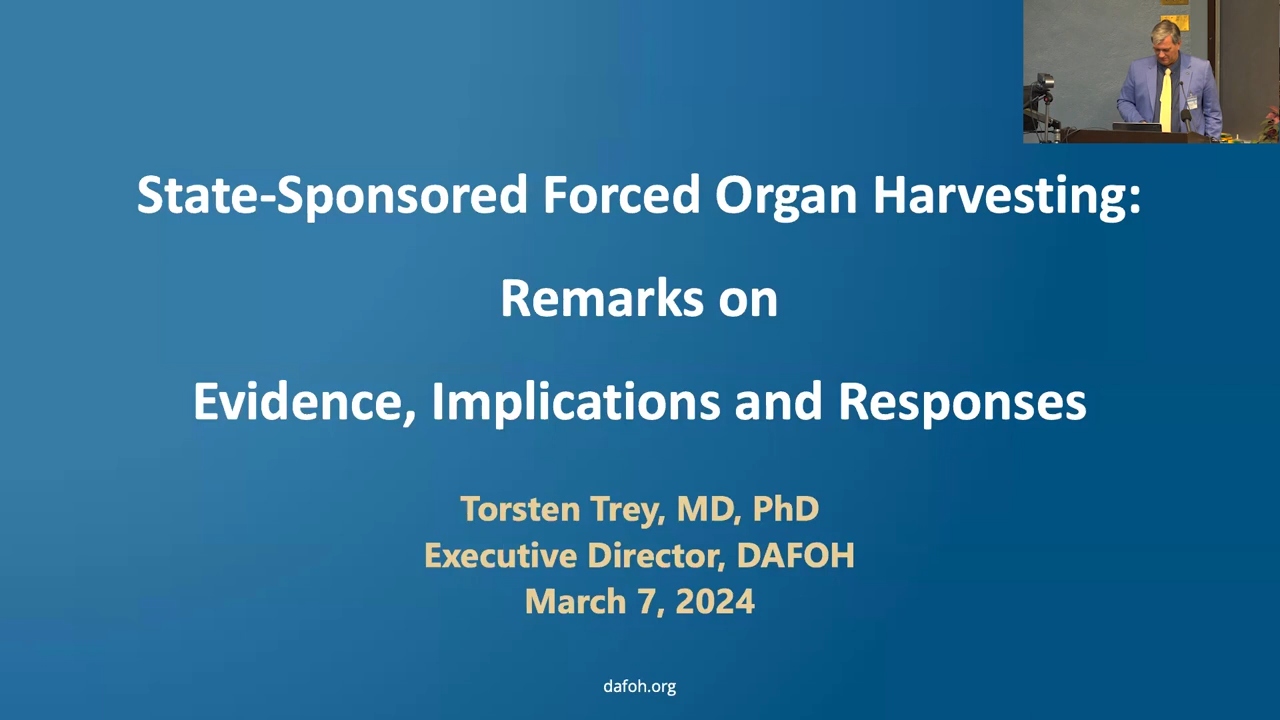 State-Sponsored Forced Organ Harvesting:
Remarks on
Evidence, Implications and Responses
Torsten Trey, MD, PhD
Executive Director, DAFOH
March 7, 2024
dafoh.org